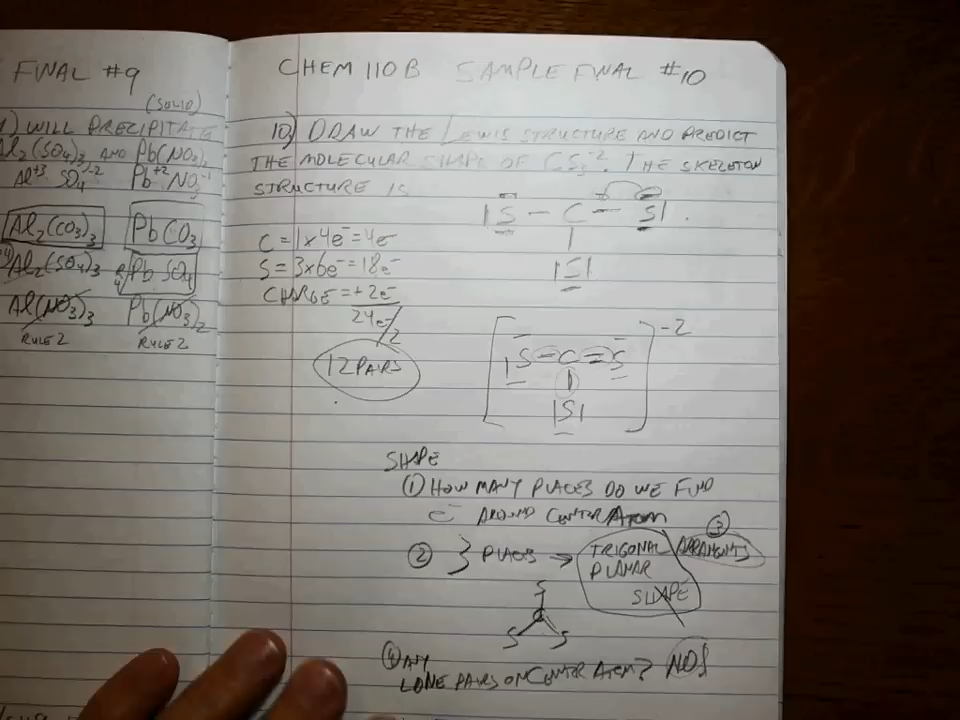 FINAL #9
(SOLID)
WILL PRECIPITATE
Al₂(SO₄)₃ AND Pb(NO₃)₂
Al⁺³ SO₄⁻² Pb⁺² NO₃⁻¹
Al₂(CO₃)₃ PbCO₃
Al₂(SO₄)₃ PbSO₄
Al(NO₃)₃ Pb(NO₃)₂
RULE 2 RULE 2
CHEM 110B SAMPLE FINAL #10
10) DRAW THE LEWIS STRUCTURE AND PREDICT
THE MOLECULAR SHAPE OF CS₃⁻². THE SKELETON
STRUCTURE IS
|S – C – S|.
|S|
C = 1x4e⁻ = 4e⁻
S = 3x6e⁻ = 18e⁻
CHARGE = +2e⁻
24e⁻/2
12 PAIRS
[|S – C = S]⁻²
|S|
SHAPE
① HOW MANY PLACES DO WE FIND
e⁻ AROUND CENTER ATOM
② 3 PLACES → TRIGONAL
PLANAR
SHAPE
③
ARRANGMTS
S
C
S S
④ ANY
LONE PAIRS ON CENTER ATOM? NO!